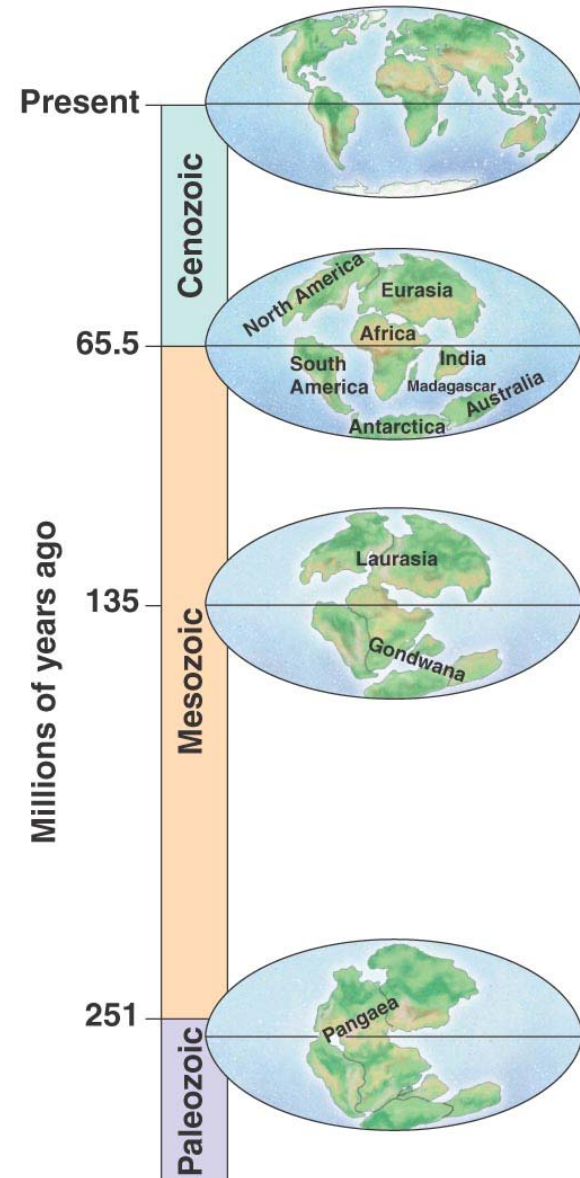 Present
Cenozoic
North America
Eurasia
Africa
65.5
South
America
India
Madagascar
Australia
Antarctica
Millions of years ago
Mesozoic
Laurasia
135
Gondwana
251
Pangaea
Paleozoic